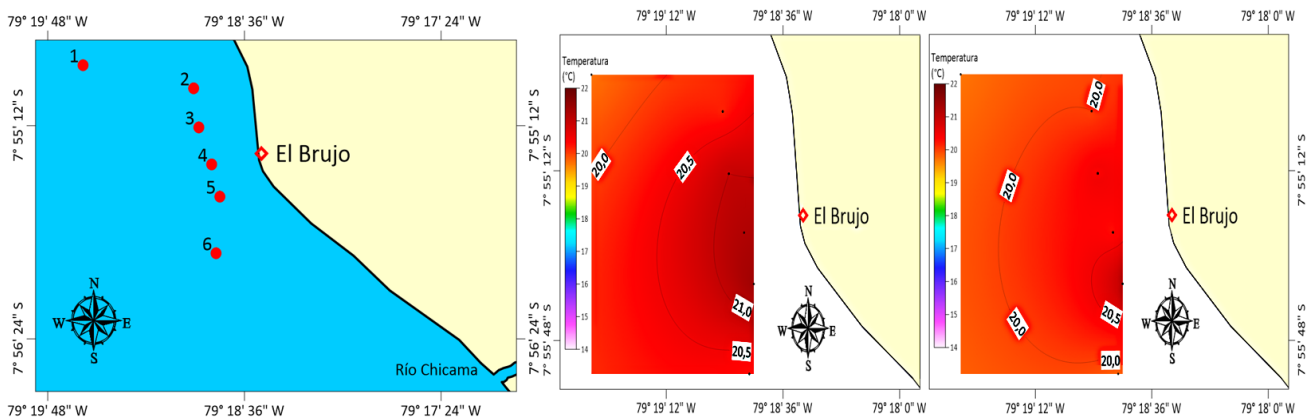 79° 19' 48" W
79° 18' 36" W
79° 17' 24" W
7° 55' 12" S
7° 56' 24" S
1
2
3
4
5
6
El Brujo
N
W
E
S
Río Chicama
79° 19' 48" W
79° 18' 36" W
79° 17' 24" W
7° 55' 12" S
7° 56' 24" S
79° 19' 12" W
79° 18' 36" W
79° 18' 0" W
Temperatura
(°C)
22
21
20
19
18
17
16
15
14
20,0
20,5
21,0
20,5
El Brujo
N
W
E
S
7° 55' 12" S
7° 55' 48" S
79° 19' 12" W
79° 18' 36" W
79° 18' 0" W
79° 19' 12" W
79° 18' 36" W
79° 18' 0" W
Temperatura
(°C)
22
21
20
19
18
17
16
15
14
20,0
20,0
20,0
20,5
20,0
El Brujo
N
W
E
S
7° 55' 12" S
7° 55' 48" S
79° 19' 12" W
79° 18' 36" W
79° 18' 0" W